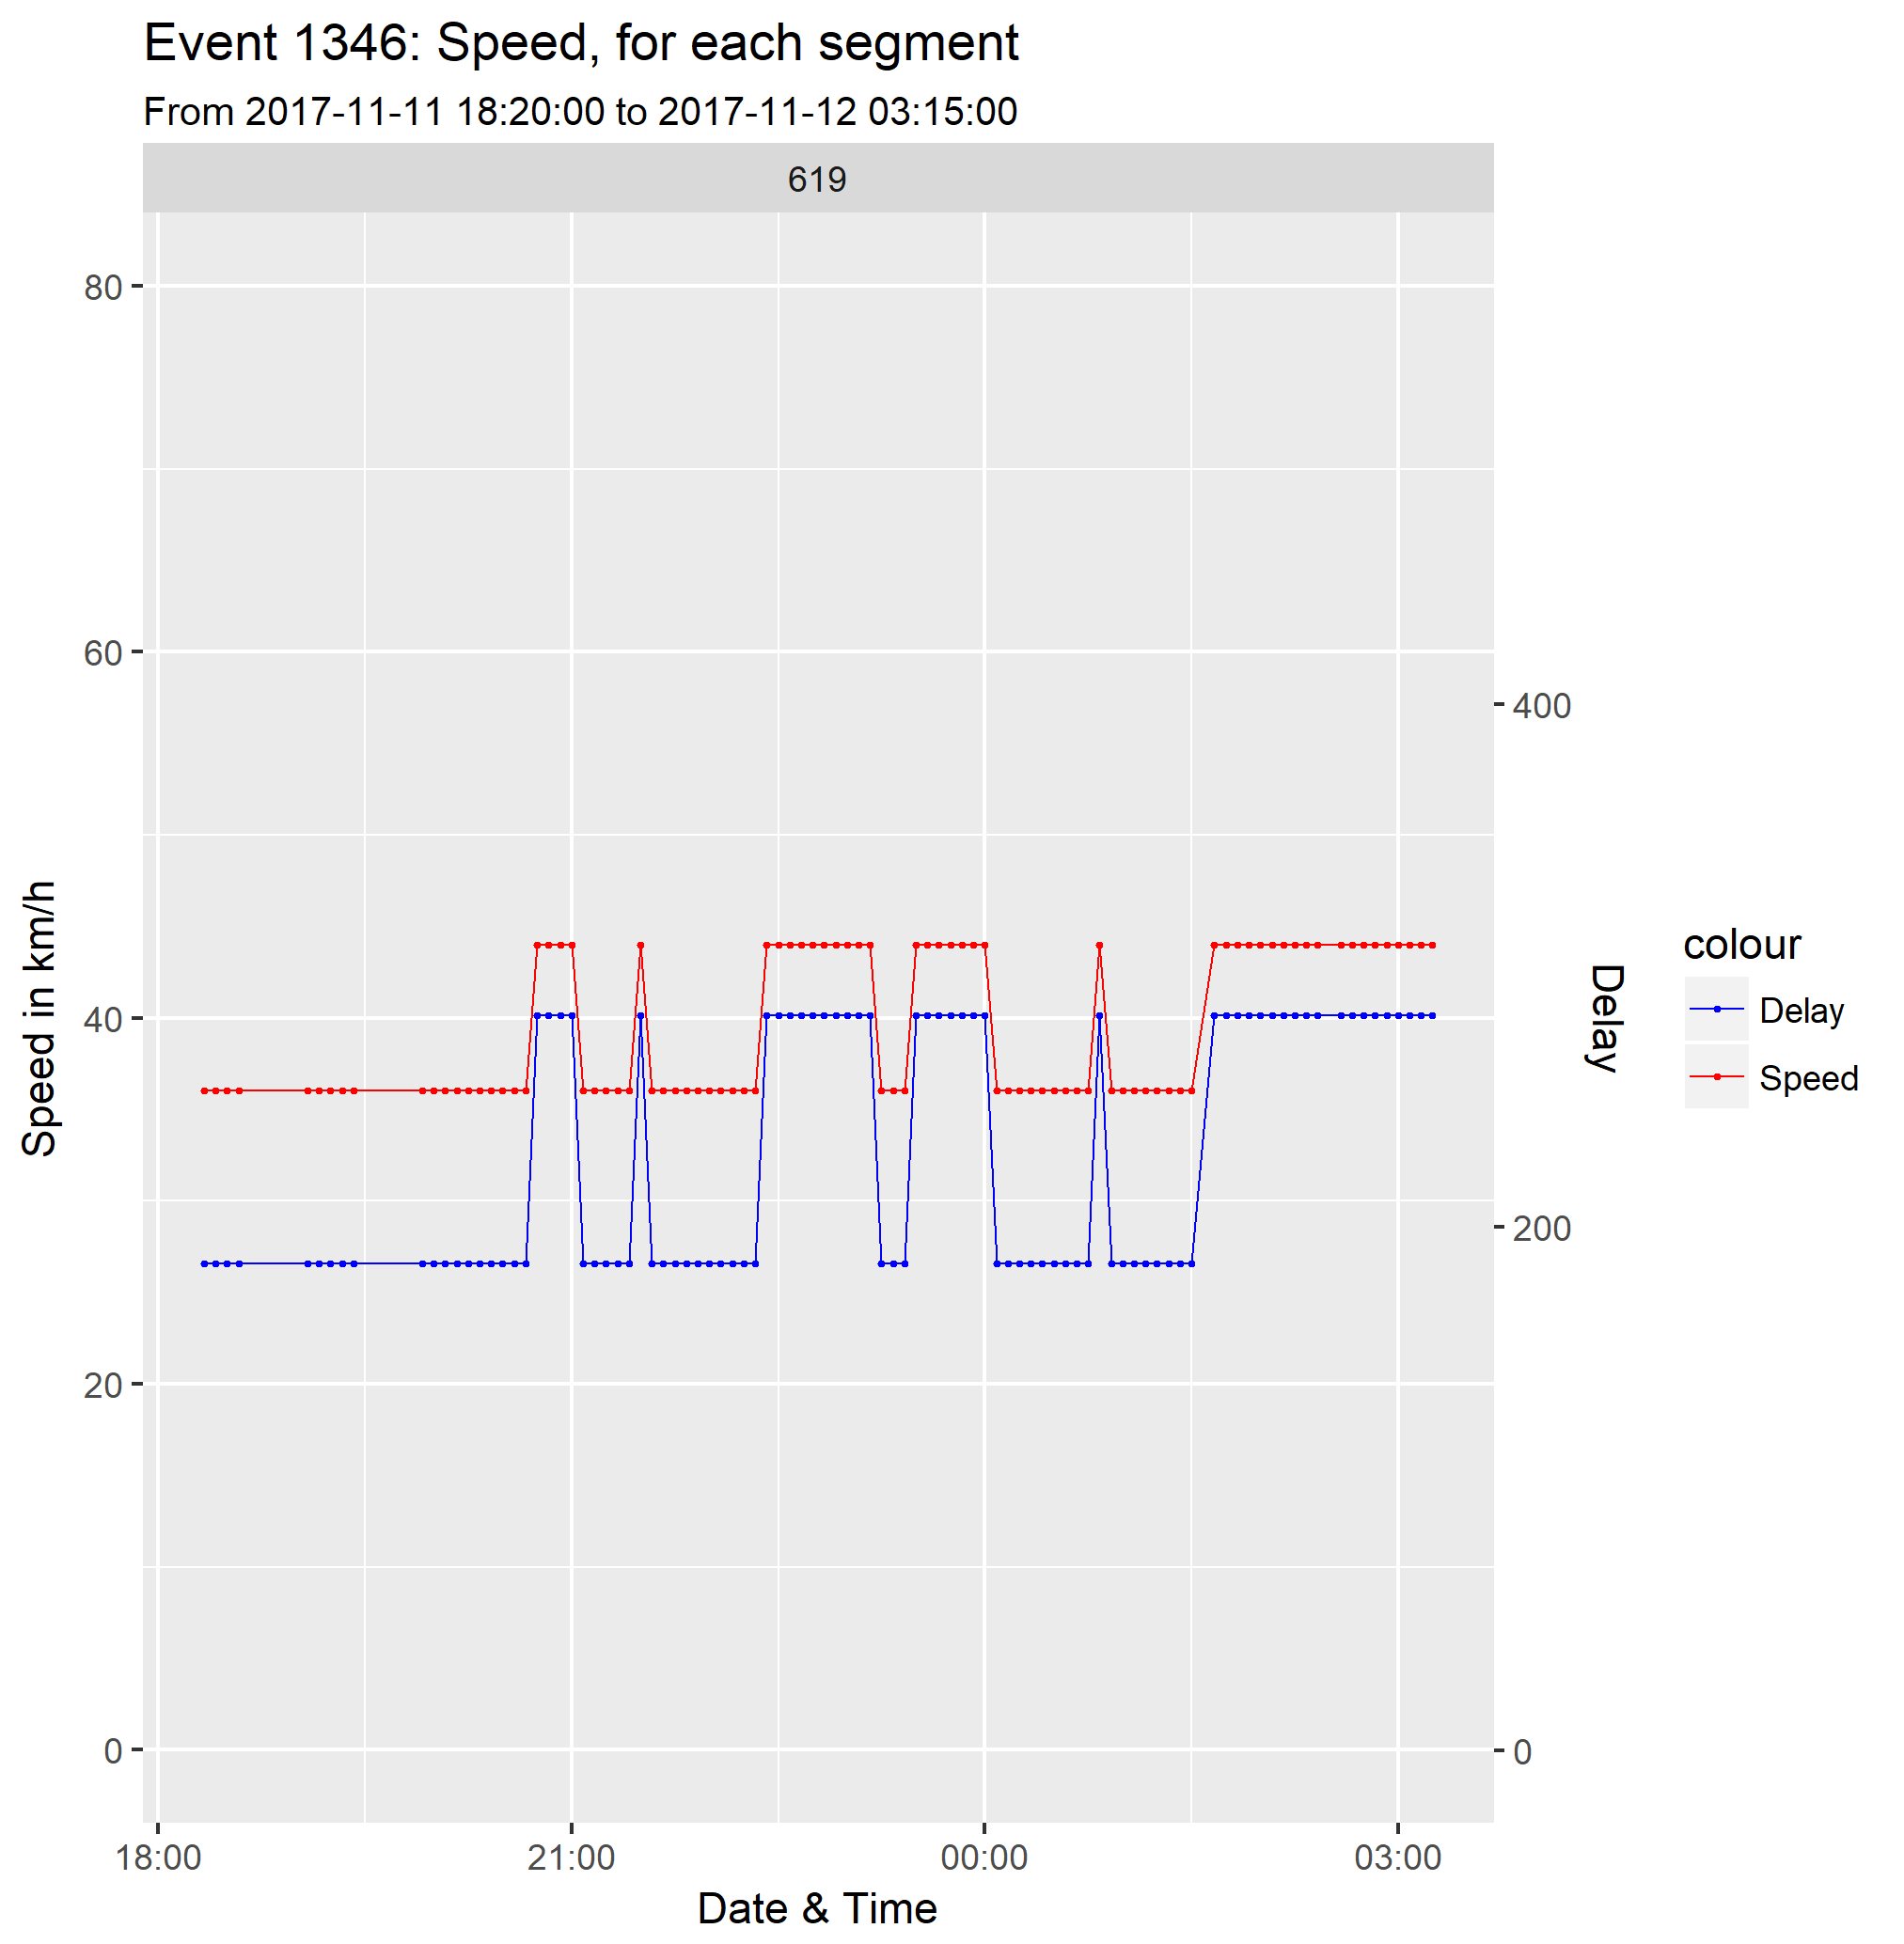 Event 1346: Speed, for each segment
From 2017-11-11 18:20:00 to 2017-11-12 03:15:00
619
80
60
40
20
0
Speed in km/h
400
200
0
Delay
colour
Delay
Speed
18:00
21:00
00:00
03:00
Date & Time